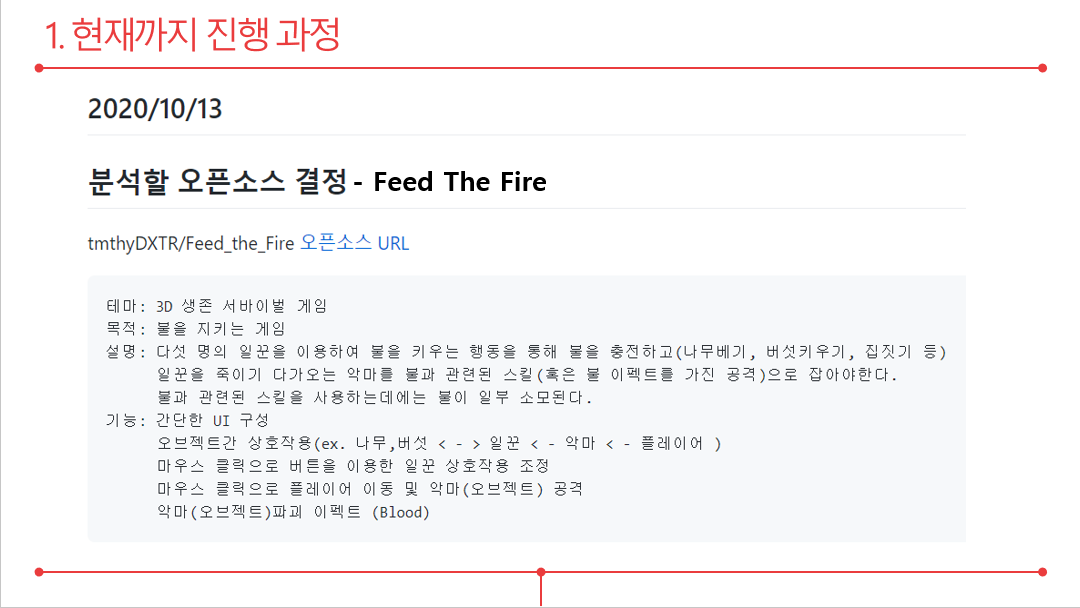 1. 현재까지 진행 과정
2020/10/13
분석할 오픈소스 결정 - Feed The Fire
tmthyDXTR/Feed_the_Fire 오픈소스 URL
테마: 3D 생존 서바이벌 게임
목적: 불을 지키는 게임
설명: 다섯 명의 일꾼을 이용하여 불을 키우는 행동을 통해 불을 충전하고(나무베기, 버섯키우기, 집짓기 등)
일꾼을 죽이기 다가오는 악마를 불과 관련된 스킬(혹은 불 이펙트를 가진 공격)으로 잡아야한다.
불과 관련된 스킬을 사용하는데에는 불이 일부 소모된다.
기능: 간단한 UI 구성
오브젝트간 상호작용(ex. 나무,버섯 < - > 일꾼 < - 악마 < - 플레이어 )
마우스 클릭으로 버튼을 이용한 일꾼 상호작용 조정
마우스 클릭으로 플레이어 이동 및 악마(오브젝트) 공격
악마(오브젝트)파괴 이펙트 (Blood)